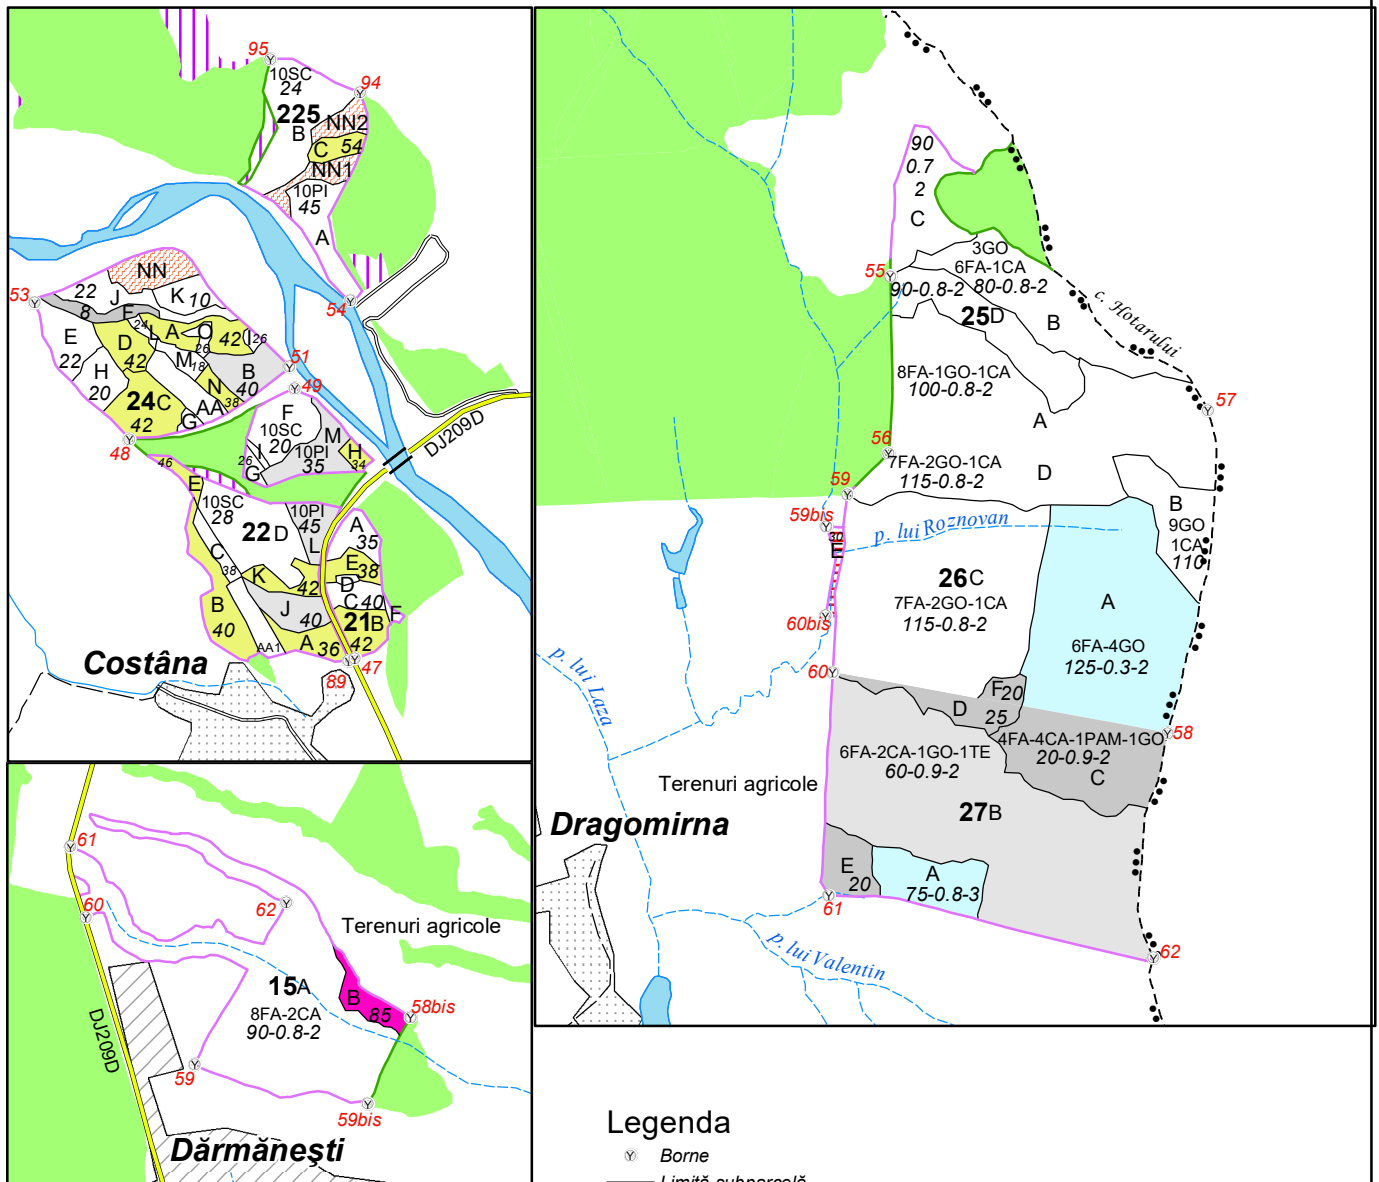 95
10SC
24
94
225
B
NN2
C 54
NN1
10PI
45
A
54
53
NN
22
J
K 10
8
F
24
L
A
O
42
I
26
26
E
22
D
42
M
18
B
40
51
49
H
20
24C
42
N
38
AA
G
48
F
10SC
20
M
10PI
35
H
34
I
26
G
DJ209D
46
E
10SC
28
22D
10PI
45
L
A
35
C
38
K
42
E
38
D
C
40
F
B
40
J
40
21B
42
AA1
A
36
47
89
Costâna
61
60
62
Terenuri agricole
15A
8FA-2CA
90-0.8-2
B
85
58bis
DJ209D
59
59bis
Dărmănești
90
0.7
2
C
3GO
6FA-1CA
55
90-0.8-2
80-0.8-2
25D
B
c. Hotarului
8FA-1GO-1CA
100-0.8-2
A
57
56
7FA-2GO-1CA
115-0.8-2
D
59
59bis
30
E
p. lui Roznovan
B
9GO
1CA
110
26C
7FA-2GO-1CA
115-0.8-2
A
6FA-4GO
125-0.3-2
60bis
60
p. lui Laza
F
20
D
25
58
4FA-4CA-1PAM-1GO
20-0.9-2
C
6FA-2CA-1GO-1TE
60-0.9-2
Terenuri agricole
27B
Dragomirna
E
20
A
75-0.8-3
61
62
p. lui Valentin
Legenda
Borne
Limită subparcelă